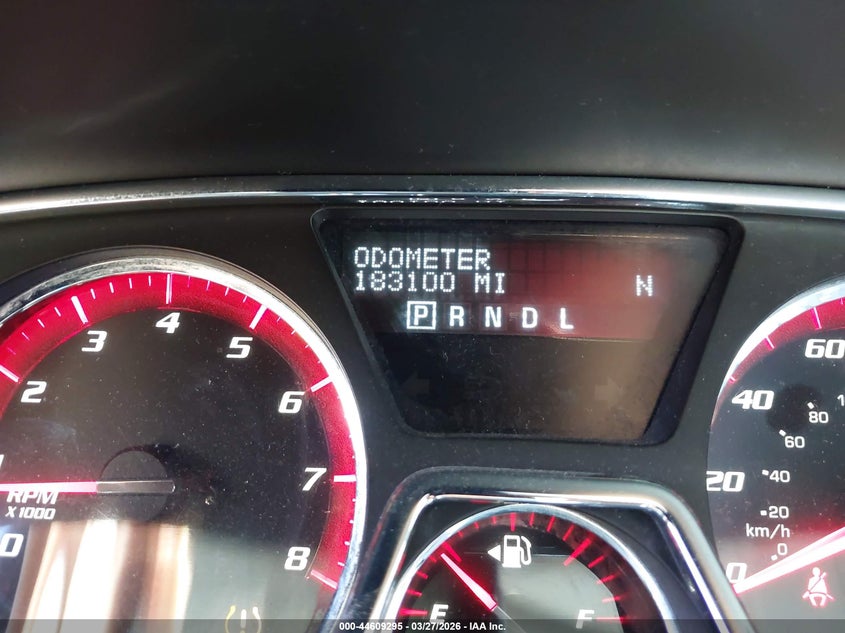 ODOMETER
183100 MI N
P R N D L
0 2 3 4 5 6 7 8
RPM
X1000
E F
0 20 40 60
0 20 40 60 80
km/h
000-44609295 - 03/27/2026 - IAA Inc.